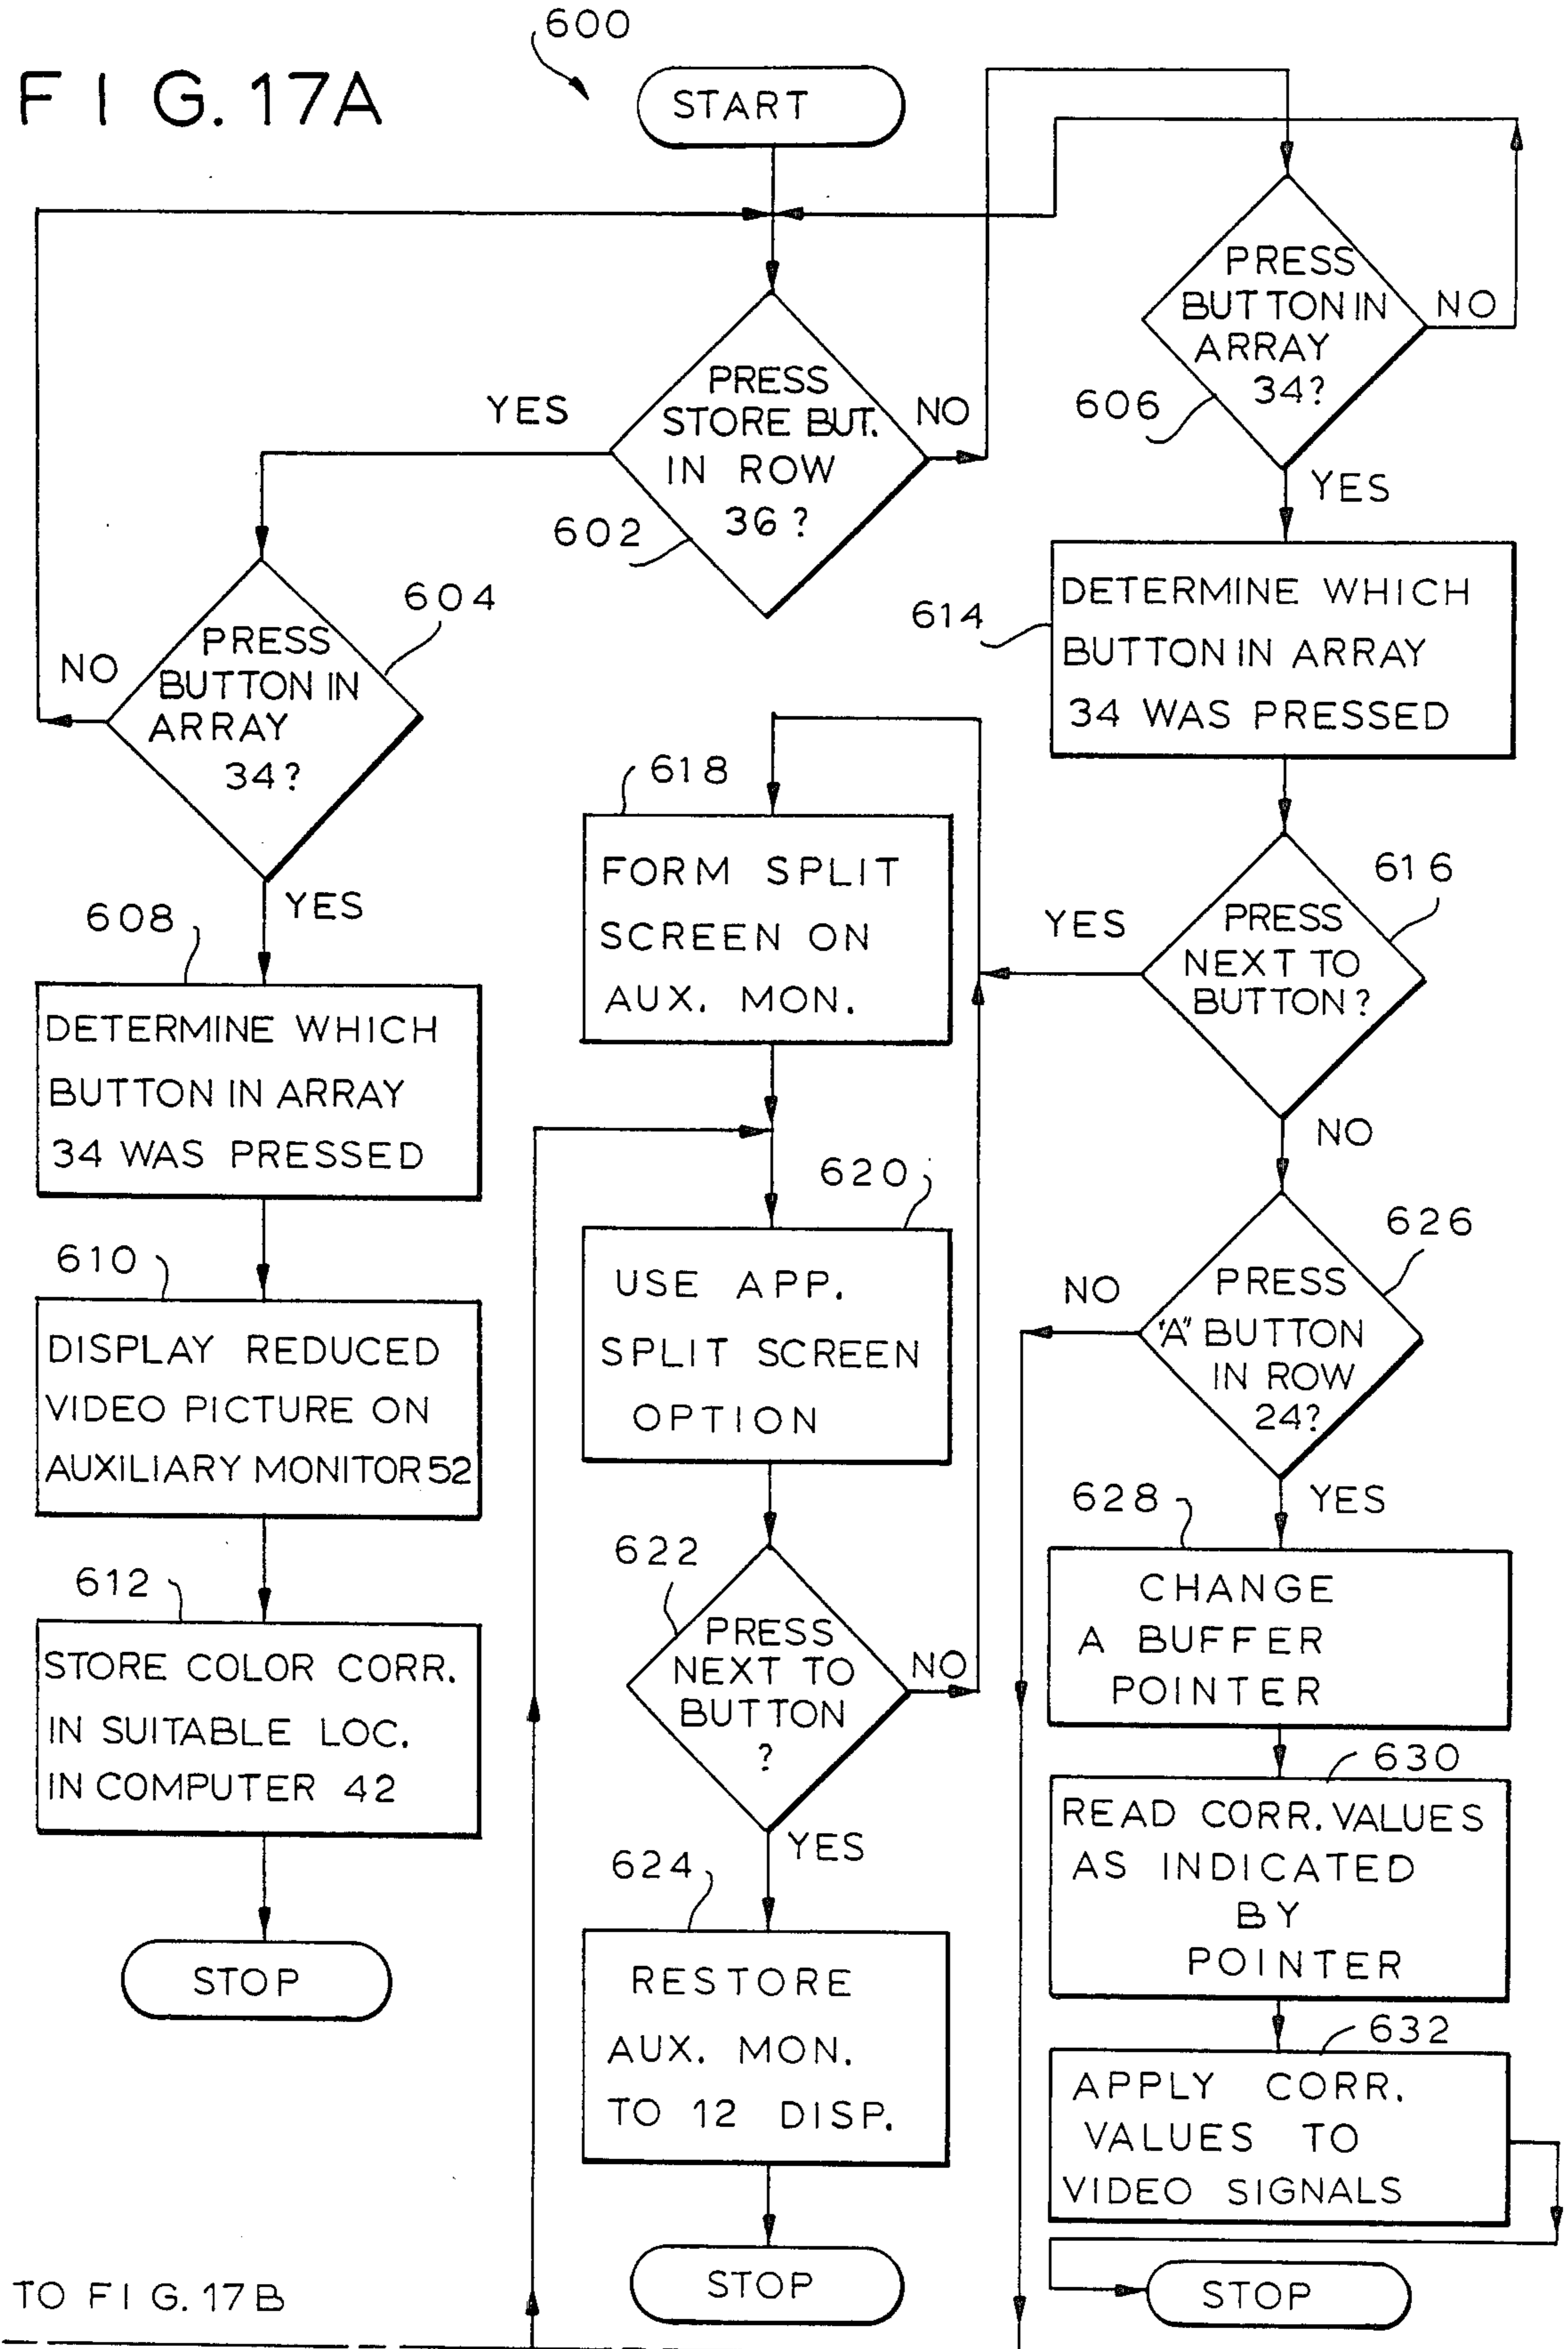 600
FIG. 17A
START
PRESS
BUTTON IN
ARRAY
34?
NO
606
YES
PRESS
STORE BUT.
IN ROW
36?
YES
NO
602
604
PRESS
BUTTON IN
ARRAY
34?
NO
YES
608
DETERMINE WHICH
BUTTON IN ARRAY
34 WAS PRESSED
610
DISPLAY REDUCED
VIDEO PICTURE ON
AUXILIARY MONITOR 52
612
STORE COLOR CORR.
IN SUITABLE LOC.
IN COMPUTER 42
STOP
618
FORM SPLIT
SCREEN ON
AUX. MON.
620
USE APP.
SPLIT SCREEN
OPTION
622
PRESS
NEXT TO
BUTTON
?
NO
YES
624
RESTORE
AUX. MON.
TO 12 DISP.
STOP
614
DETERMINE WHICH
BUTTON IN ARRAY
34 WAS PRESSED
616
PRESS
NEXT TO
BUTTON?
YES
NO
626
PRESS
"A" BUTTON
IN ROW
24?
NO
YES
628
CHANGE
A BUFFER
POINTER
630
READ CORR. VALUES
AS INDICATED
BY
POINTER
632
APPLY CORR.
VALUES TO
VIDEO SIGNALS
STOP
TO FIG. 17B